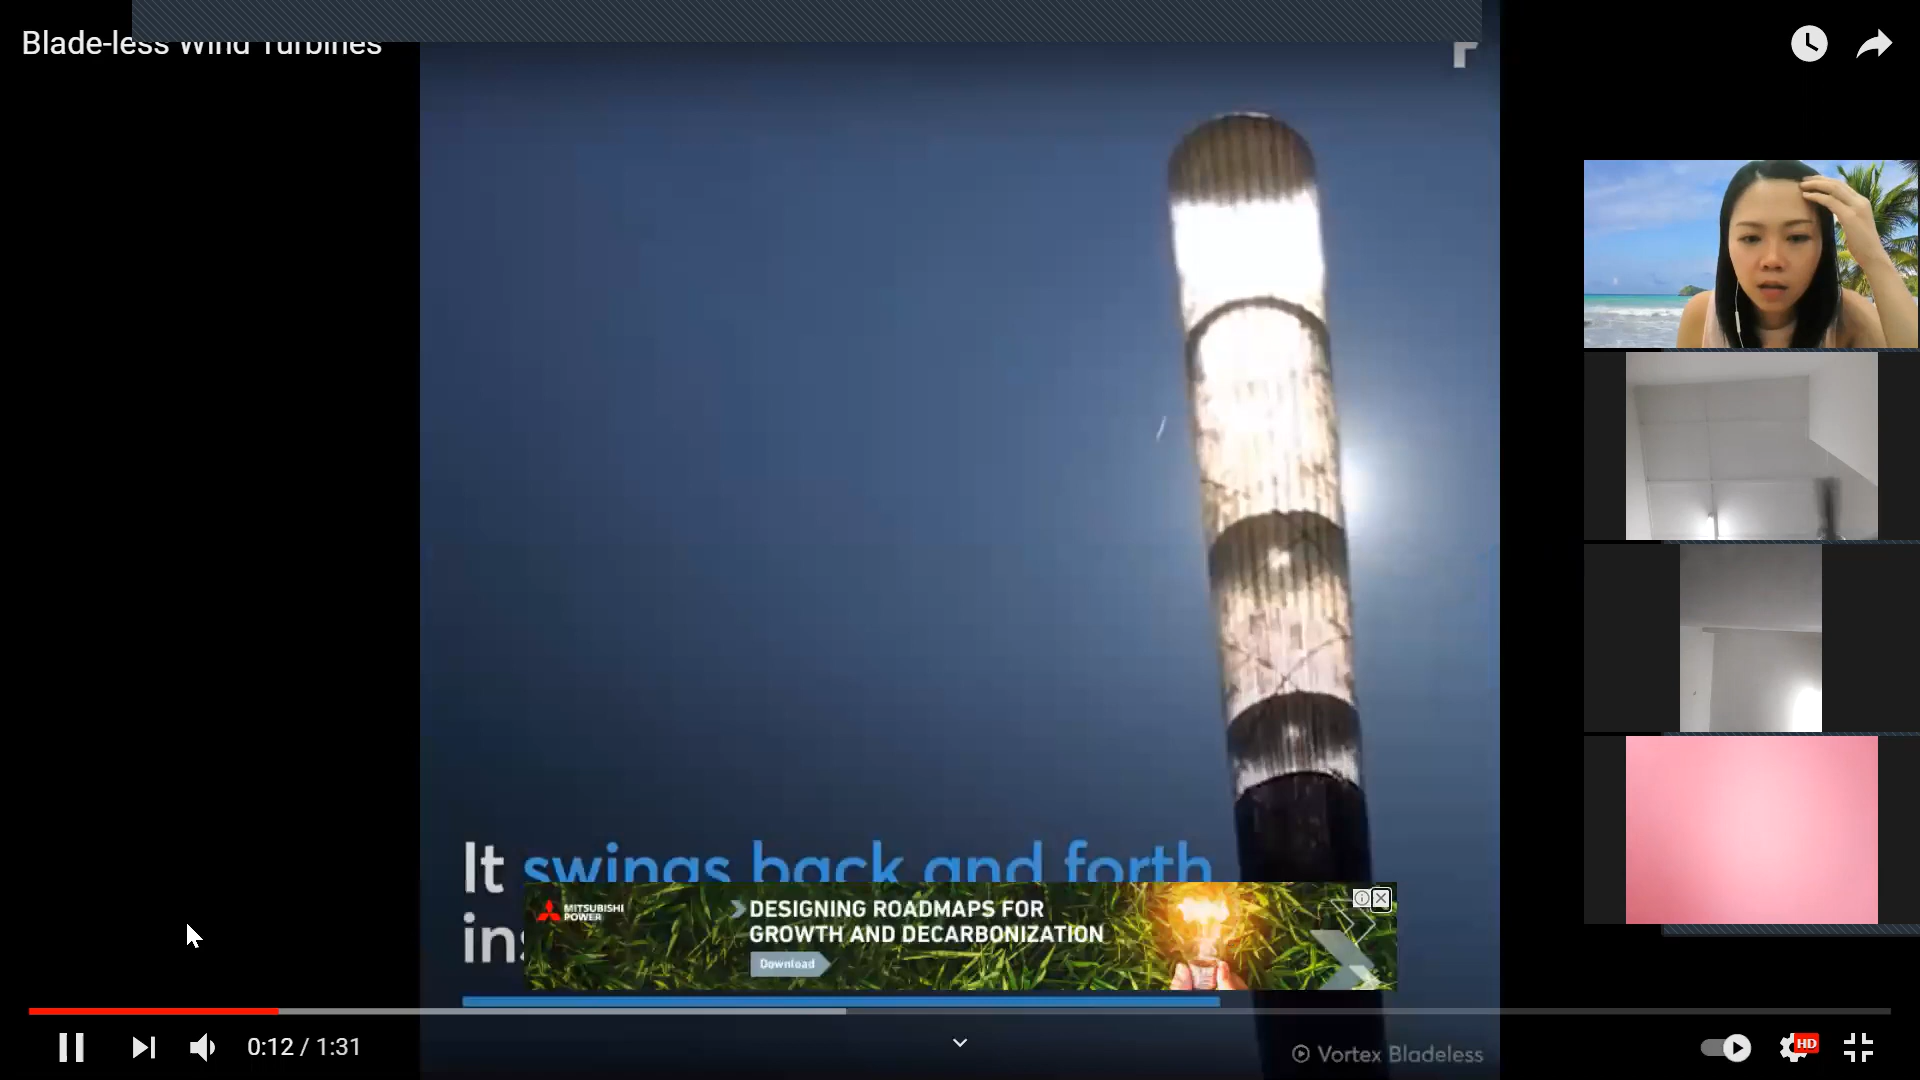 Blade-less Wind Turbines
It swings back and forth
MITSUBISHI
POWER
DESIGNING ROADMAPS FOR
GROWTH AND DECARBONIZATION
Download
0:12 / 1:31
HD
Vortex Bladeless